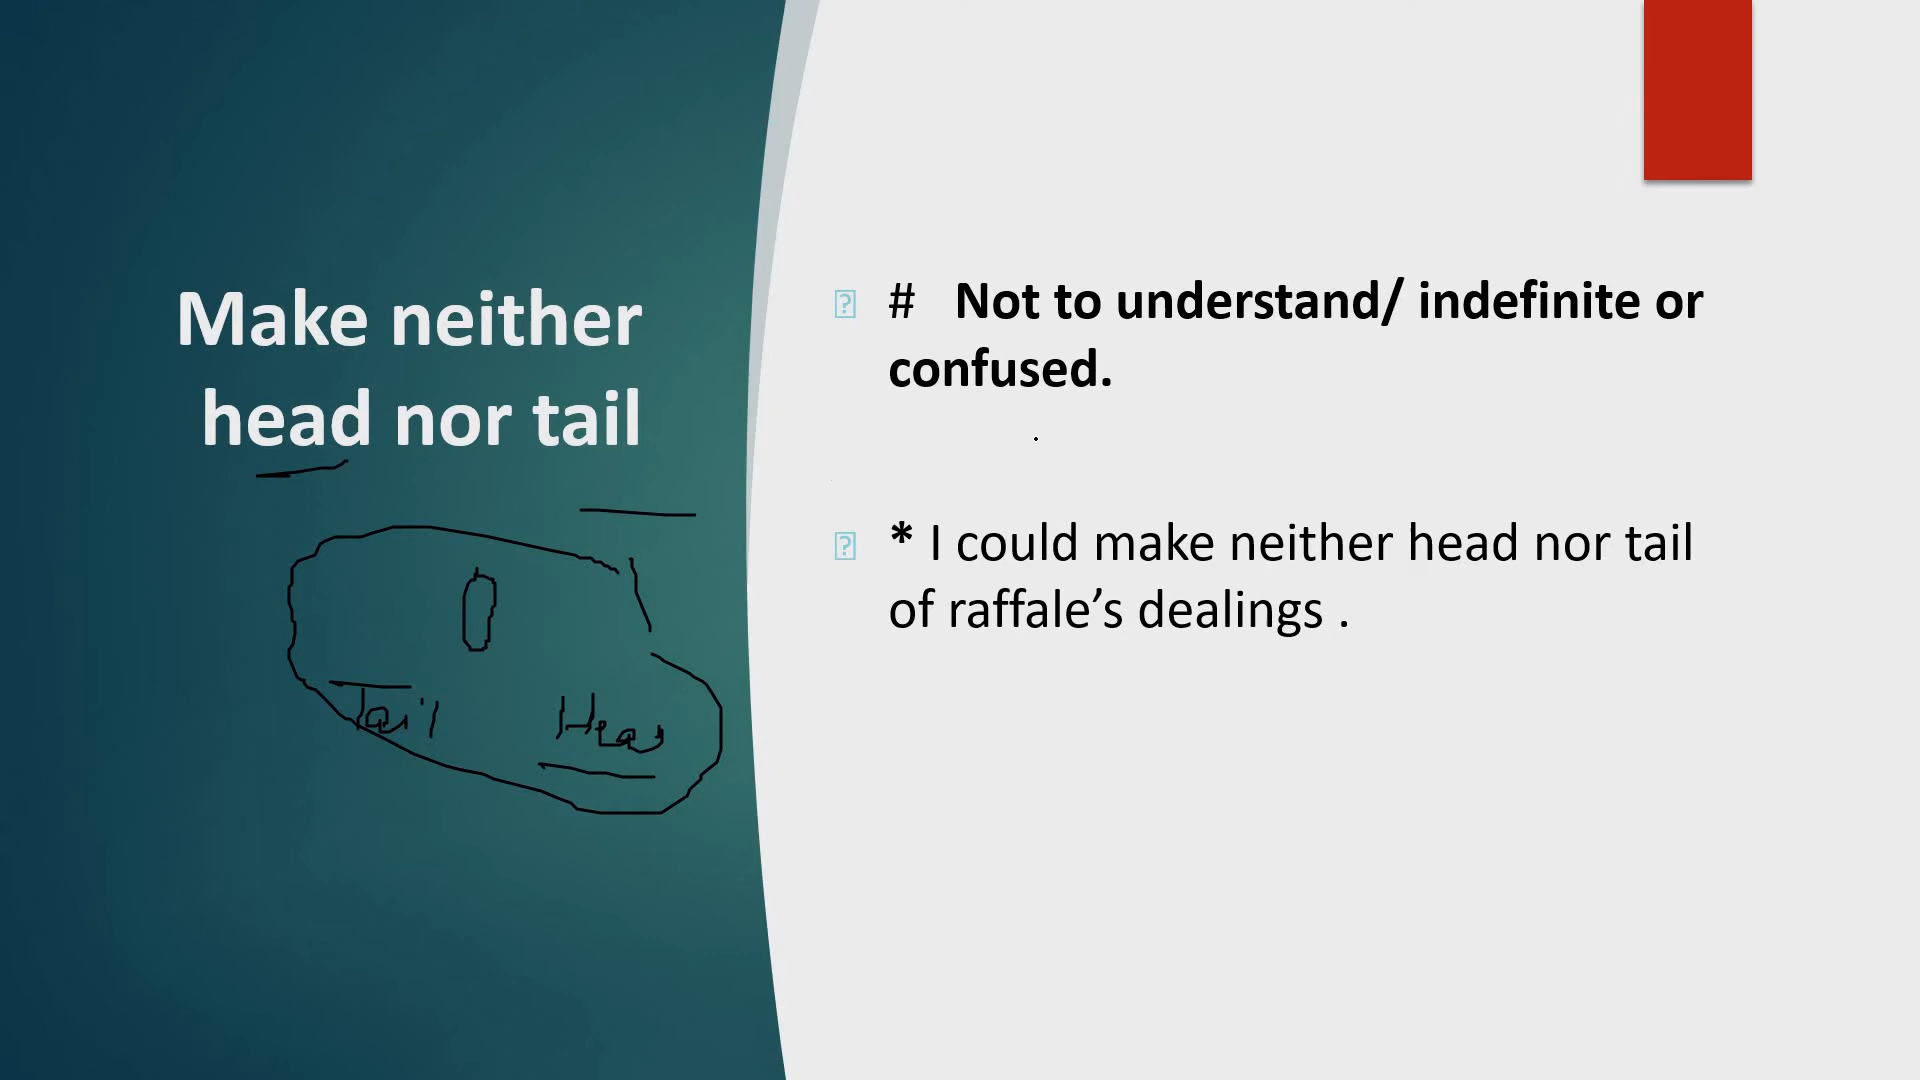 Make neither
head nor tail
Tail
Hea
# Not to understand/ indefinite or
confused.
* I could make neither head nor tail
of raffale’s dealings .